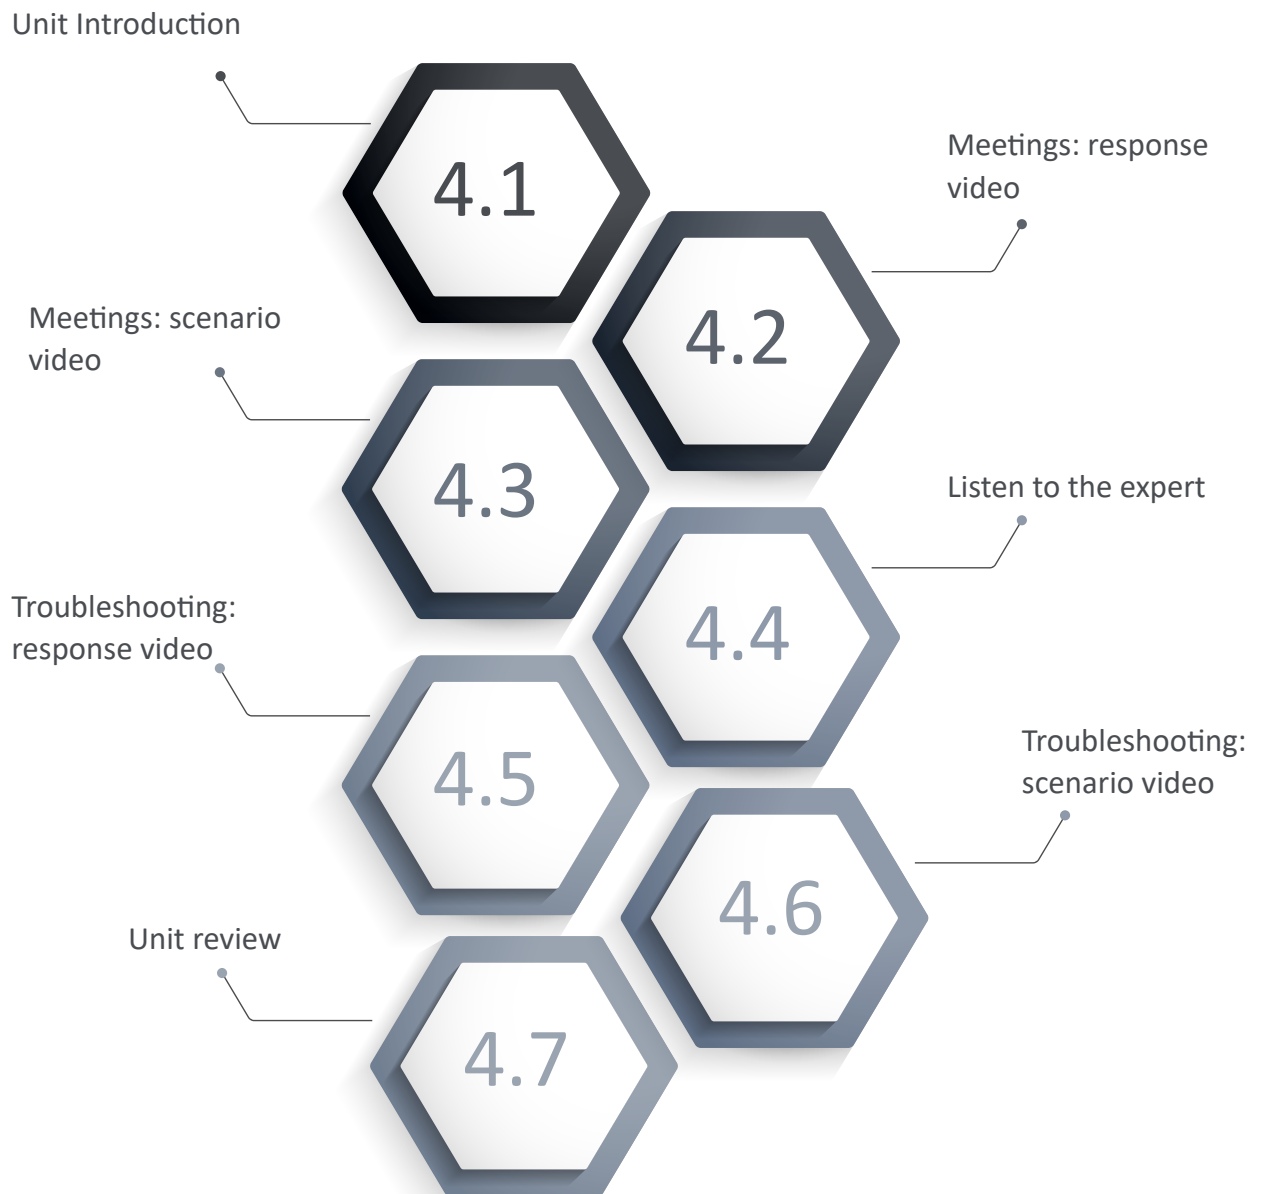 Unit Introduction
4.1
Meetings: response
video
4.2
Meetings: scenario
video
4.3
Listen to the expert
4.4
Troubleshooting:
response video
4.5
Troubleshooting:
scenario video
4.6
Unit review
4.7